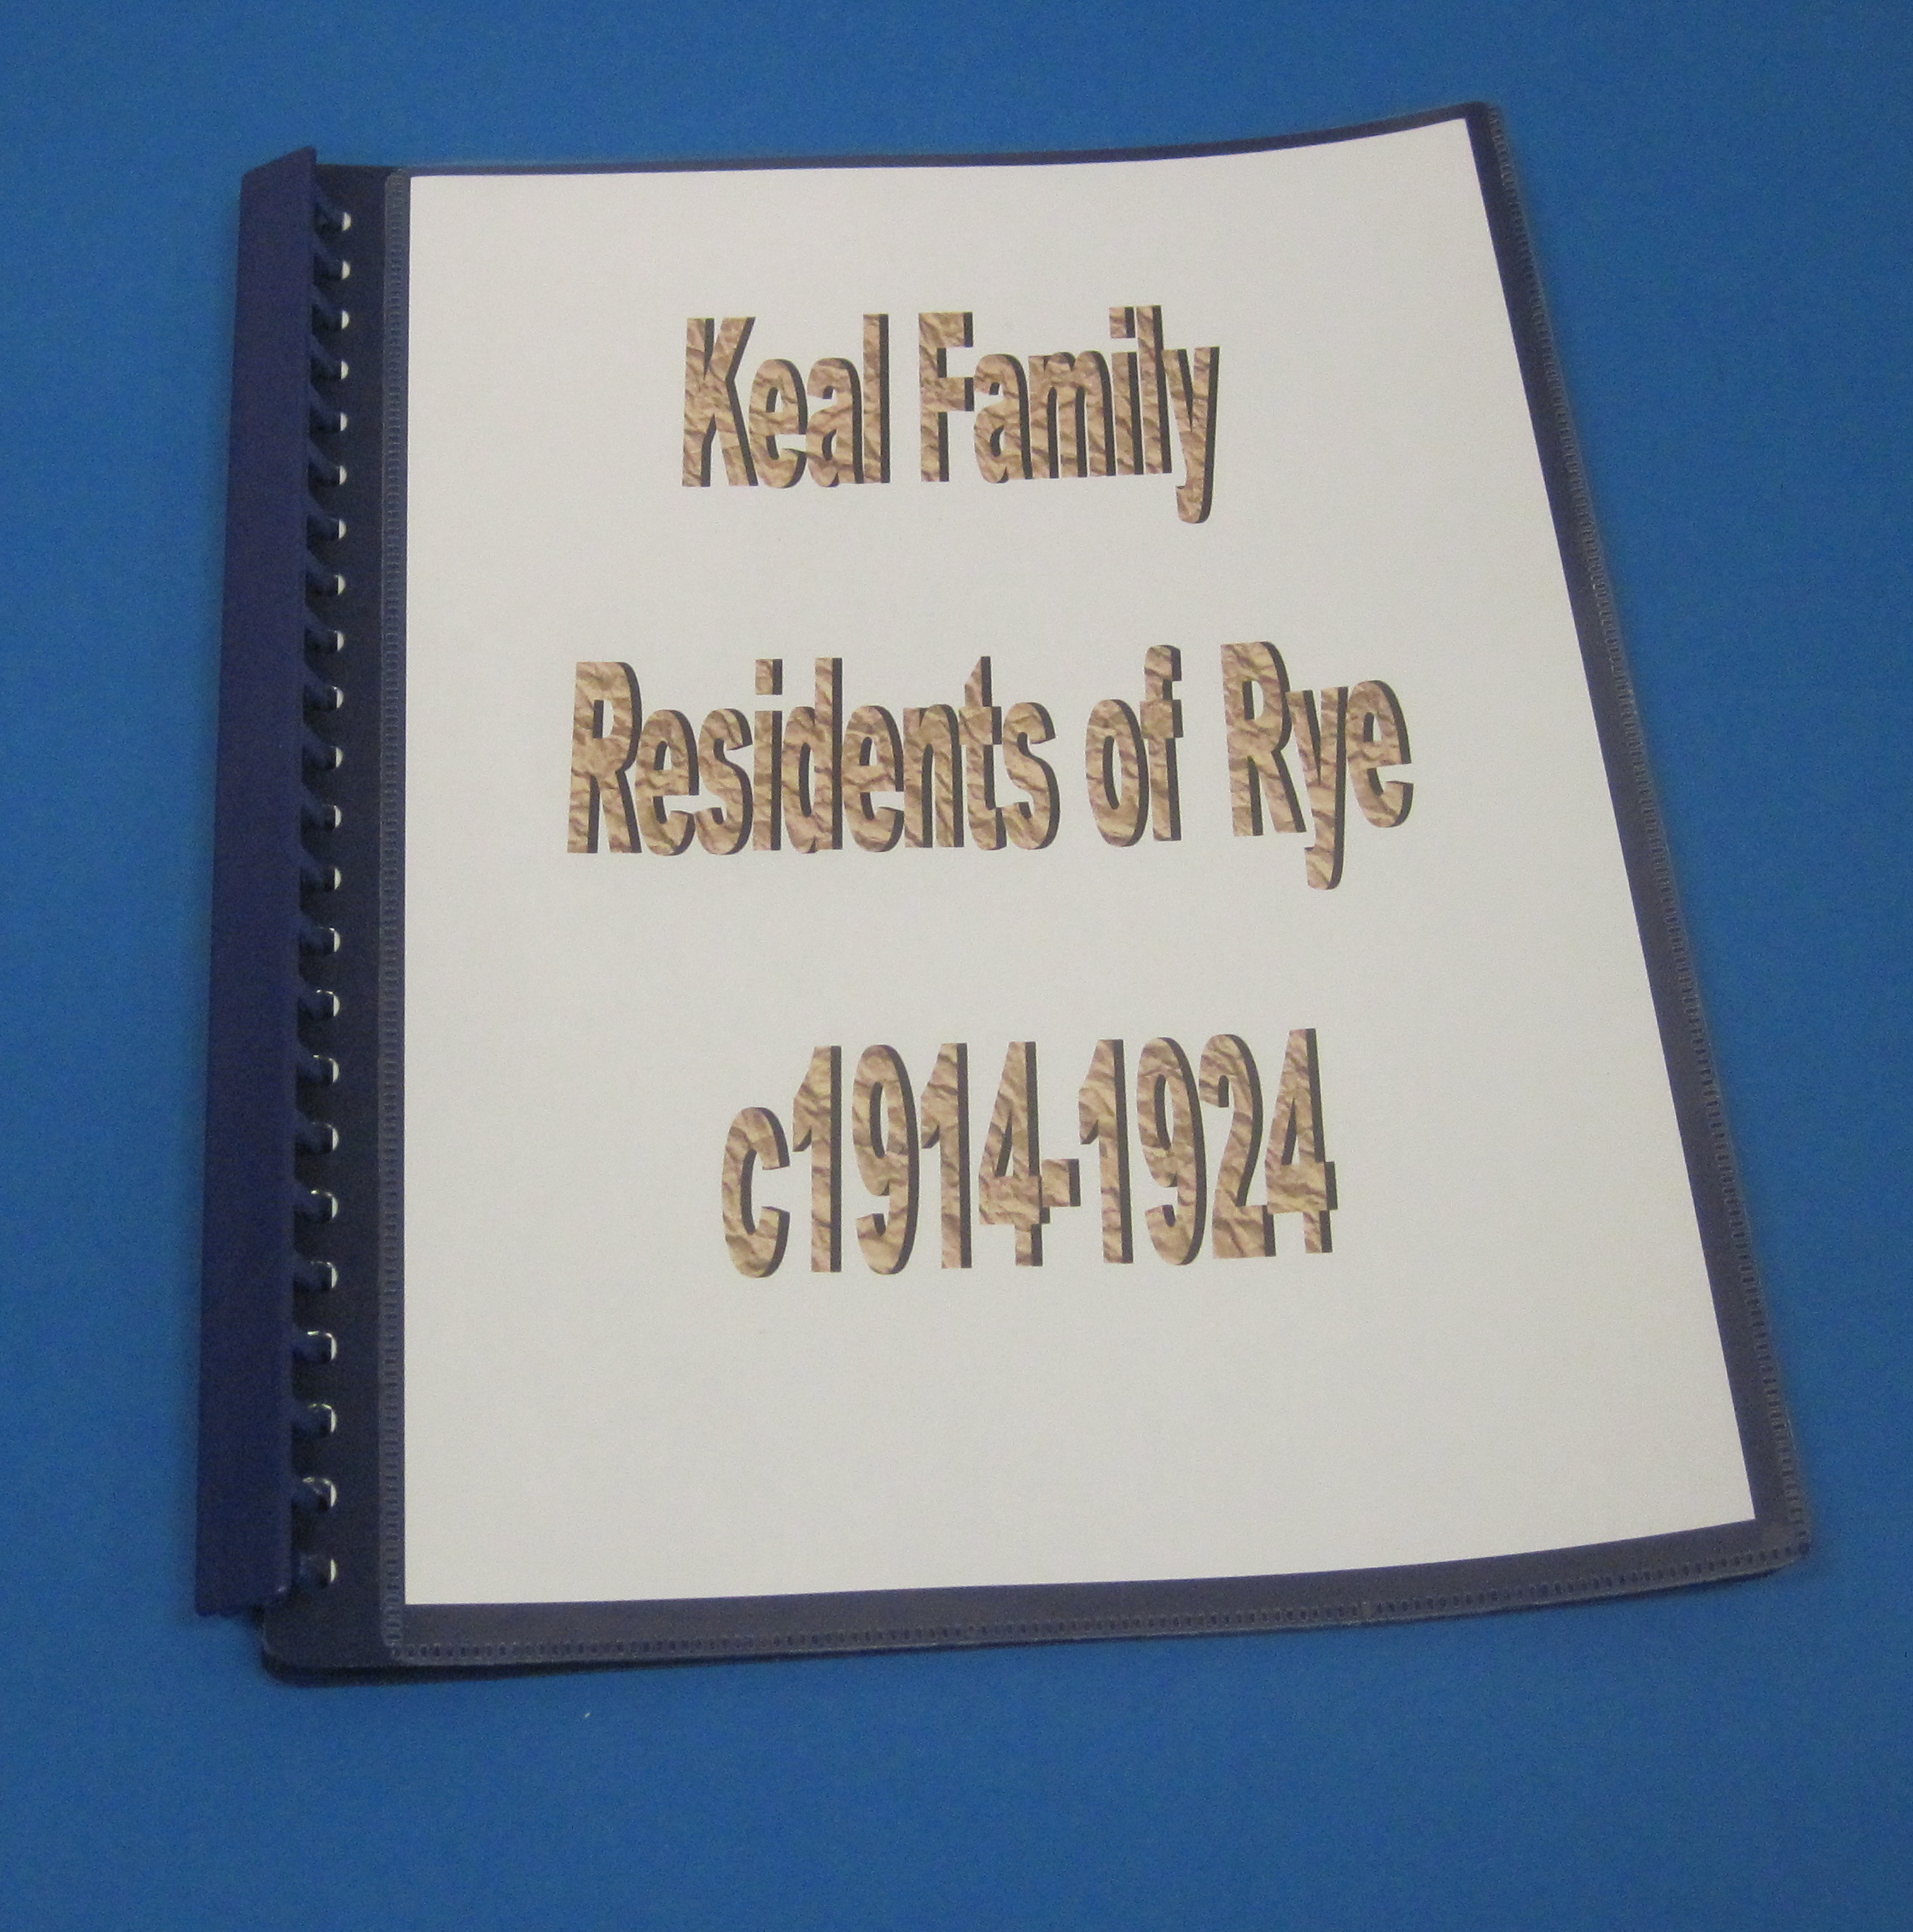 Keal Family
Residents of Rye
c1914-1924